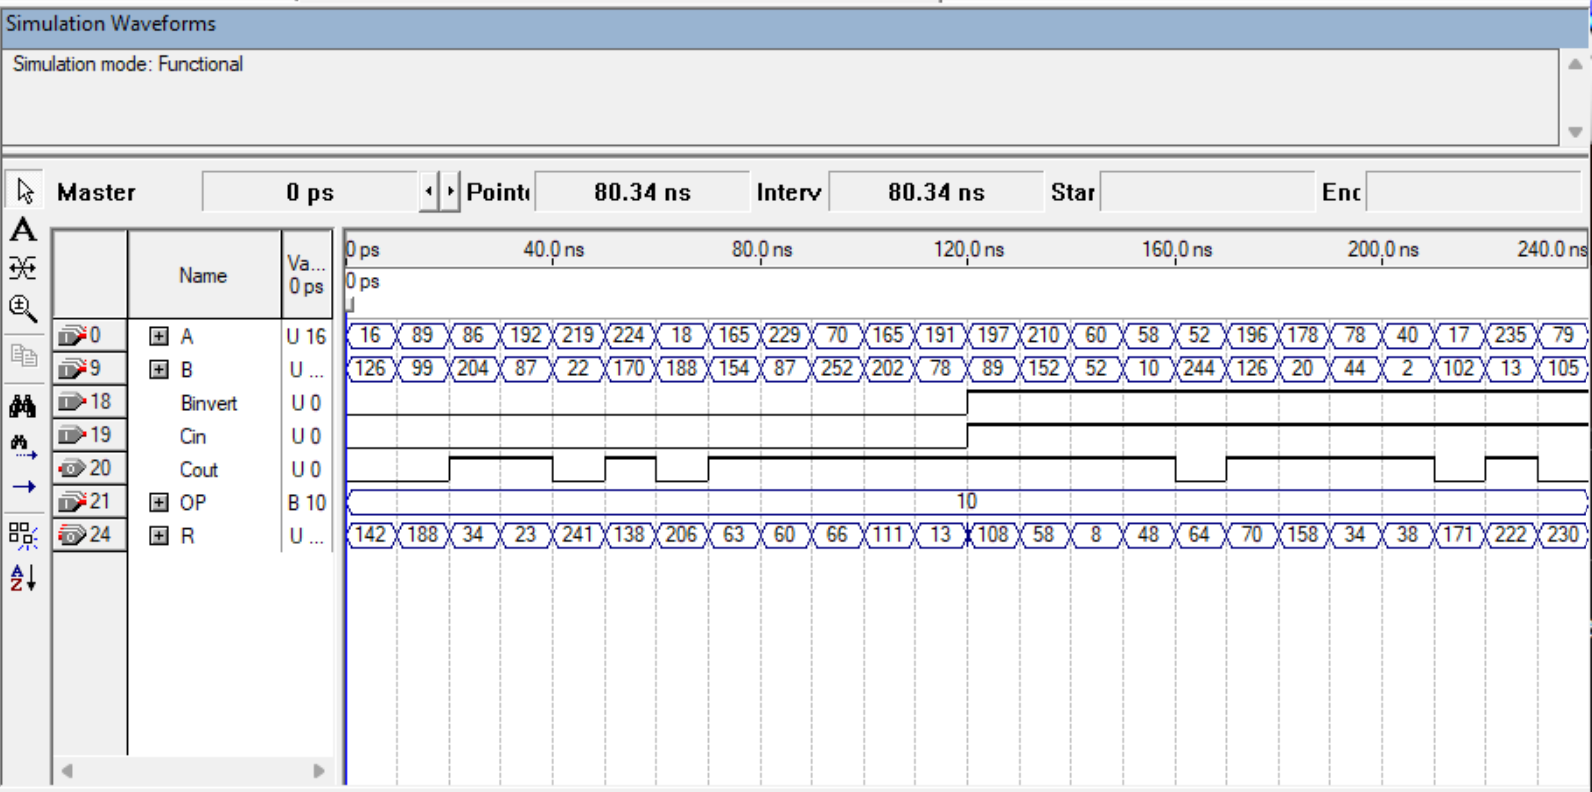 Simulation Waveforms
Simulation mode: Functional
Master 0 ps Point 80.34 ns Interv 80.34 ns Star Enc
A
Name Va... 0 ps
0 ps 40.0 ns 80.0 ns 120.0 ns 160.0 ns 200.0 ns 240.0 ns
0 ps
0 A U 16 16 89 86 192 219 224 18 165 229 70 165 191 197 210 60 58 52 196 178 78 40 17 235 79
9 B U ... 126 99 204 87 22 170 188 154 87 252 202 78 89 152 52 10 244 126 20 44 2 102 13 105
18 Binvert U 0
19 Cin U 0
20 Cout U 0
21 OP B 10 10
24 R U ... 142 188 34 23 241 138 206 63 60 66 111 13 108 58 8 48 64 70 158 34 38 171 222 230
A
Z